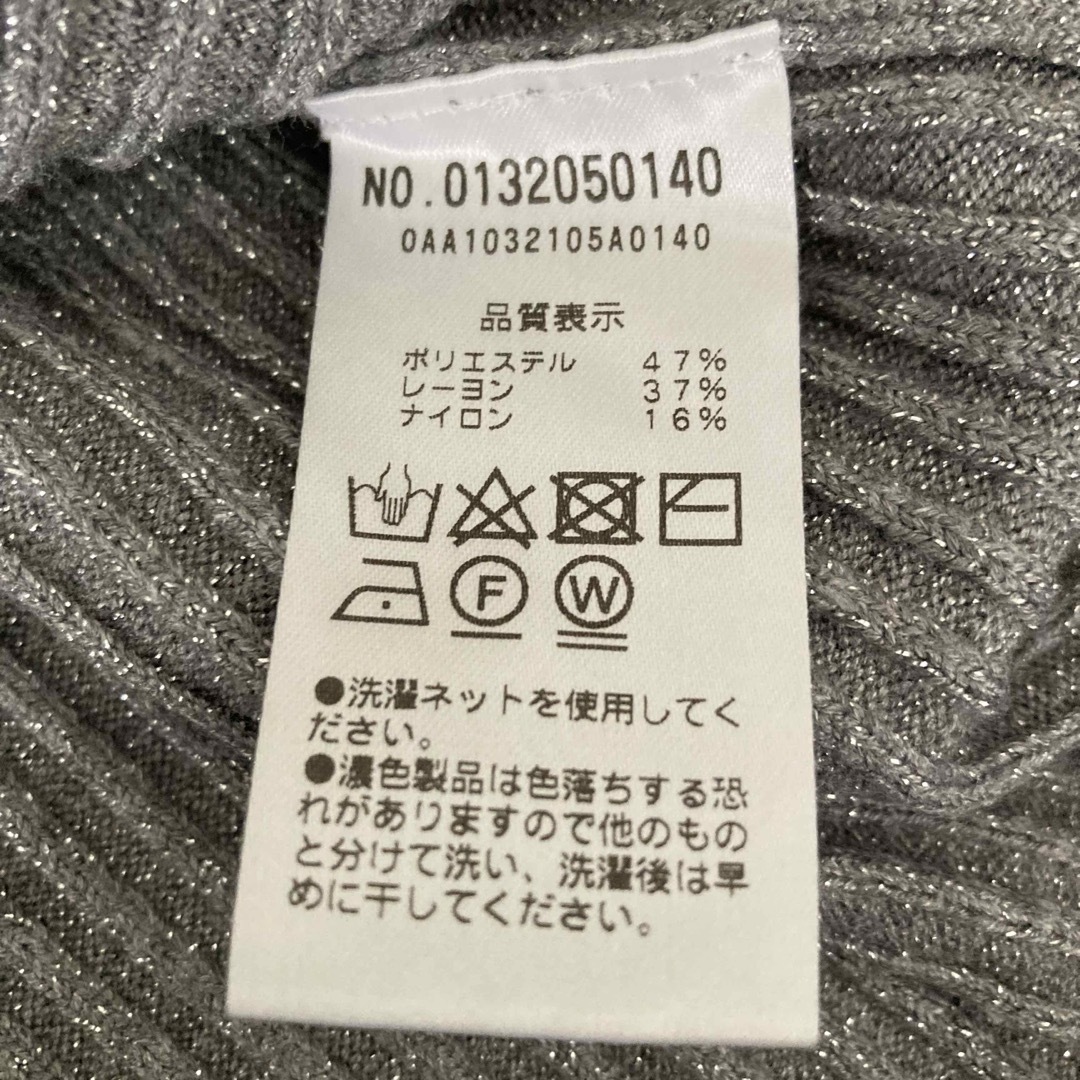 NO.0132050140
0AA1032105A0140
品質表示
ポリエステル 47%
レーヨン 37%
ナイロン 16%
F W
●洗濯ネットを使用してく
ださい。
●濃色製品は色落ちする恐
れがありますので他のもの
と分けて洗い、洗濯後は早
めに干してください。